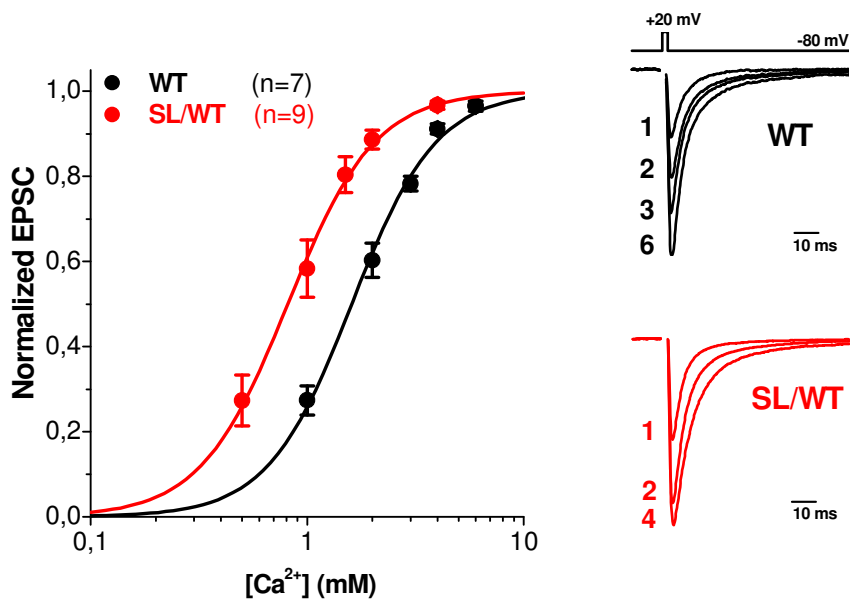 WT (n=7)
SL/WT (n=9)
Normalized EPSC
1,0
0,8
0,6
0,4
0,2
0,0
0,1
1
10
[Ca²⁺] (mM)
+20 mV
-80 mV
1
2
3
6
WT
10 ms
1
2
4
SL/WT
10 ms